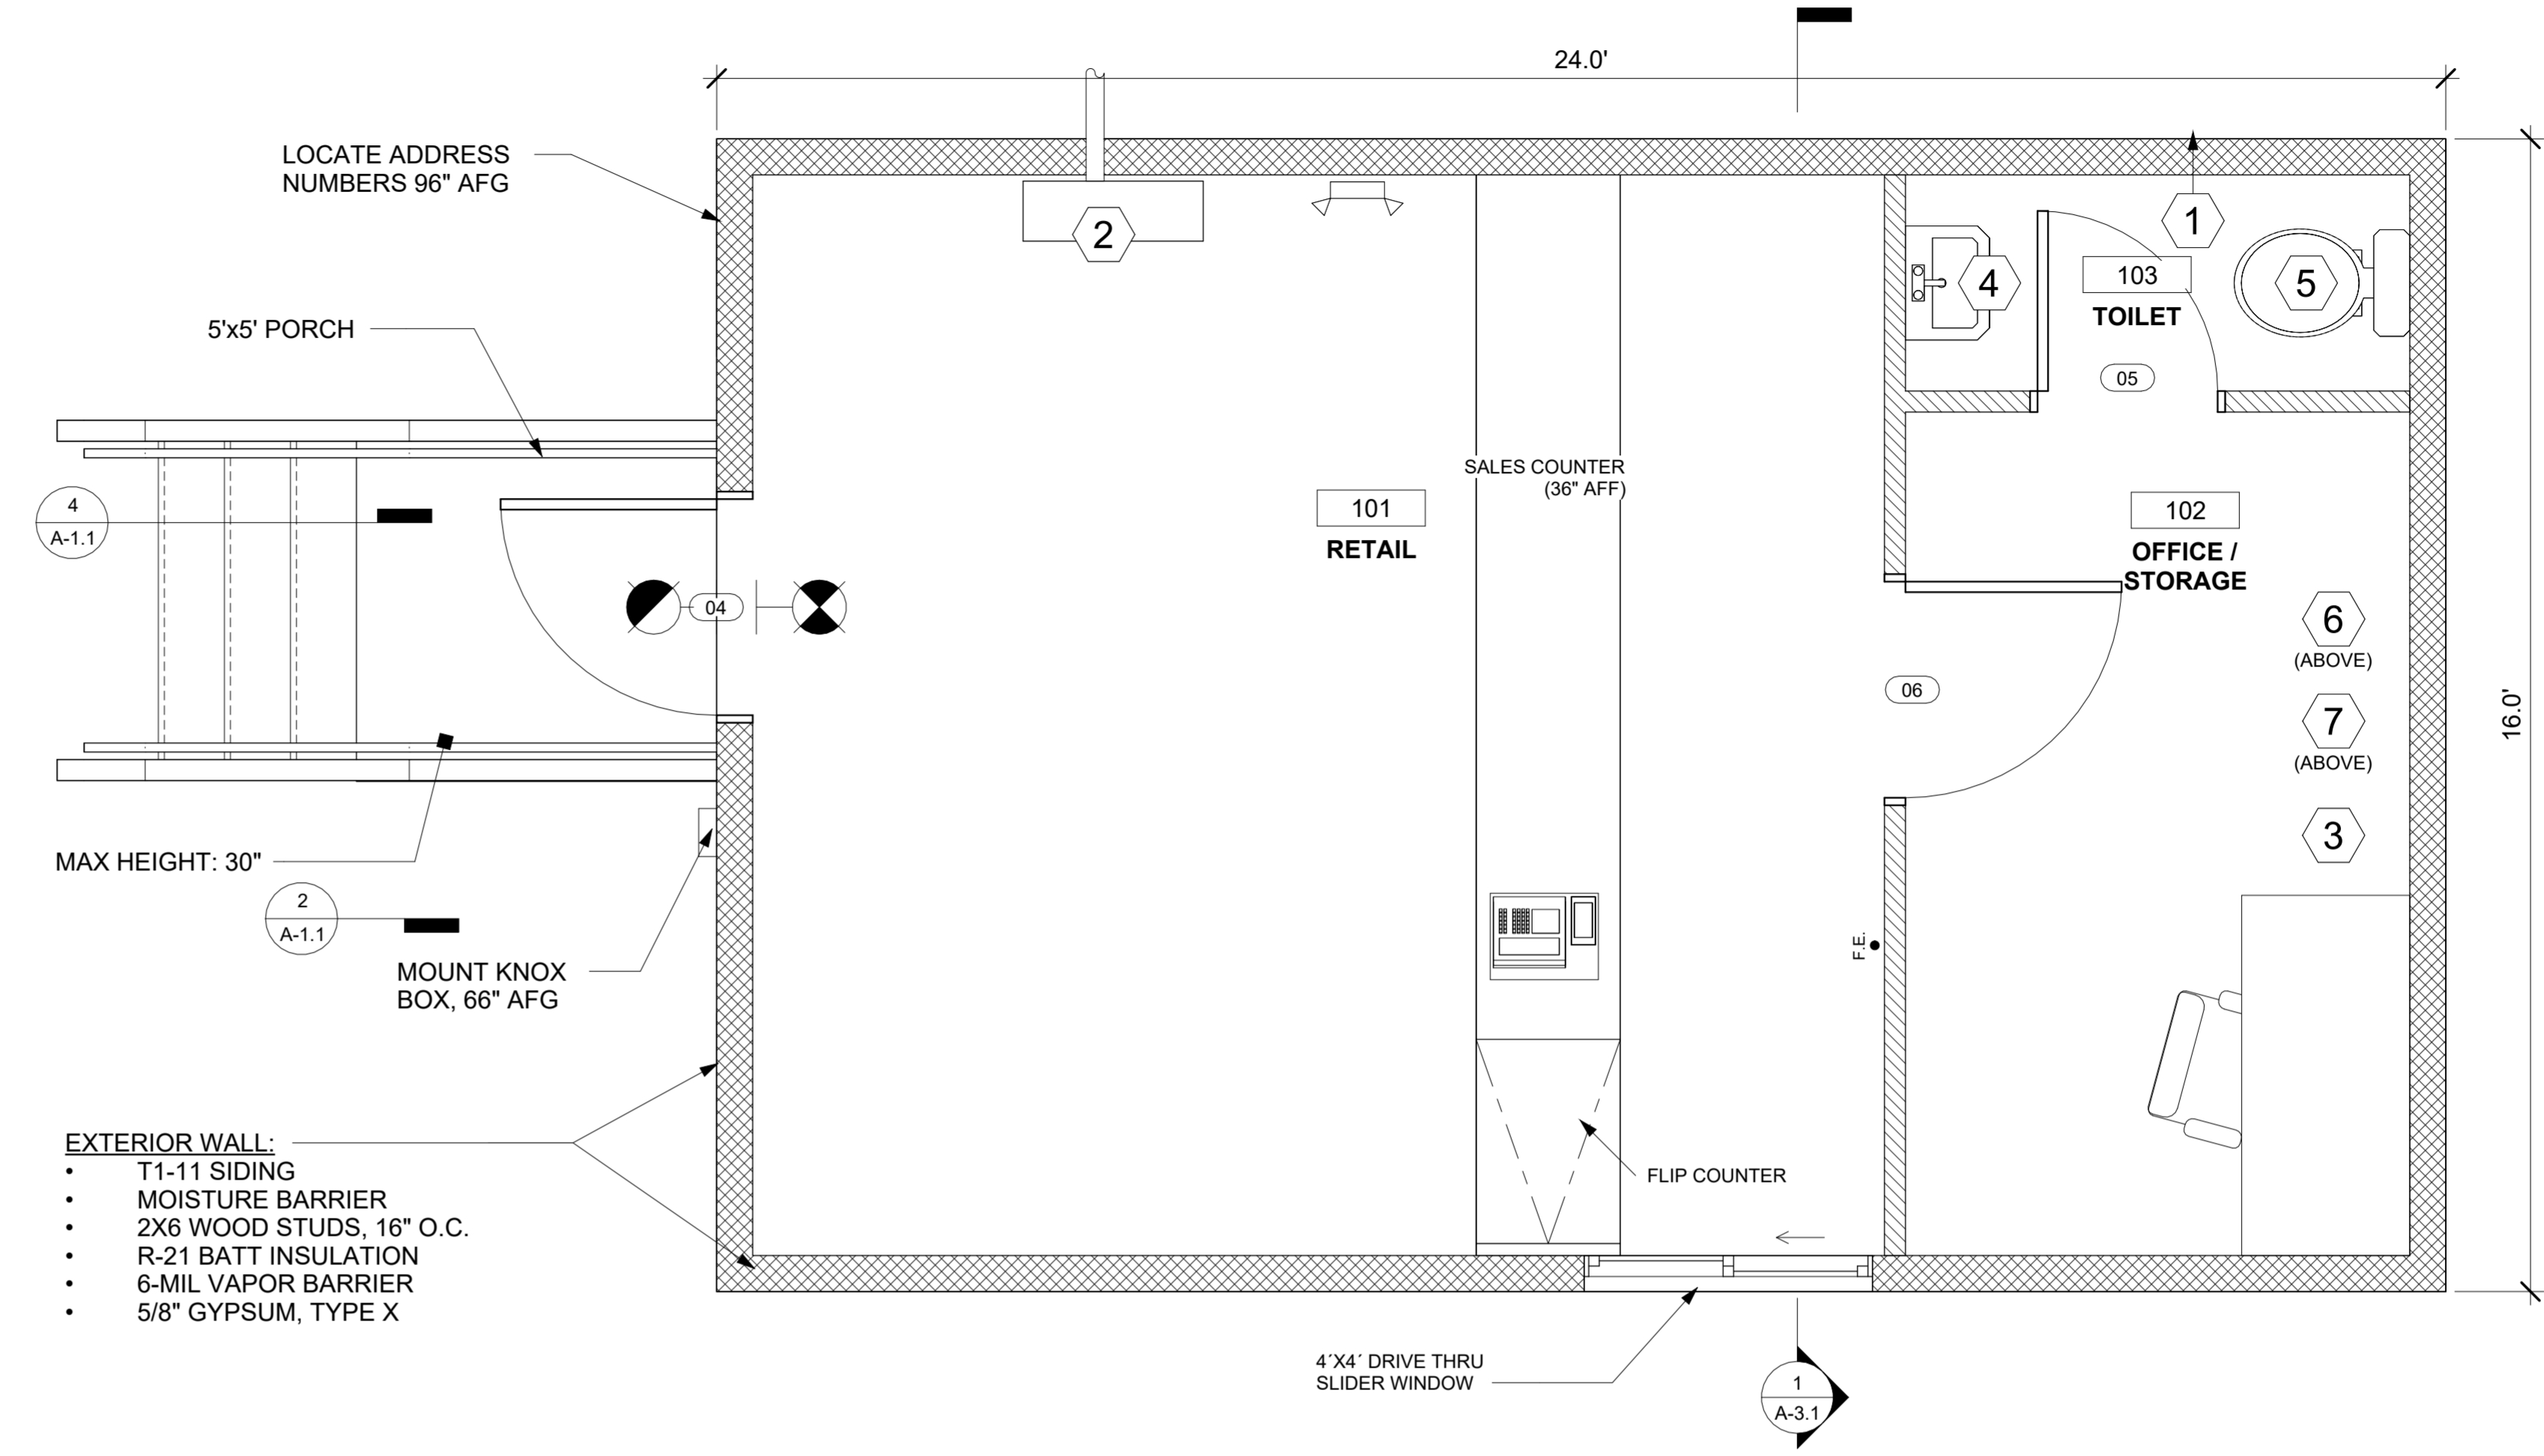 24.0'
LOCATE ADDRESS
NUMBERS 96" AFG
2
1
4
103
TOILET
5
5'x5' PORCH
05
SALES COUNTER
(36" AFF)
4
A-1.1
101
RETAIL
102
OFFICE /
STORAGE
04
6
(ABOVE)
06
7
(ABOVE)
16.0'
3
MAX HEIGHT: 30"
2
A-1.1
F.E.
MOUNT KNOX
BOX, 66" AFG
EXTERIOR WALL:
• T1-11 SIDING
• MOISTURE BARRIER
• 2X6 WOOD STUDS, 16" O.C.
• R-21 BATT INSULATION
• 6-MIL VAPOR BARRIER
• 5/8" GYPSUM, TYPE X
FLIP COUNTER
4´X4´ DRIVE THRU
SLIDER WINDOW
1
A-3.1